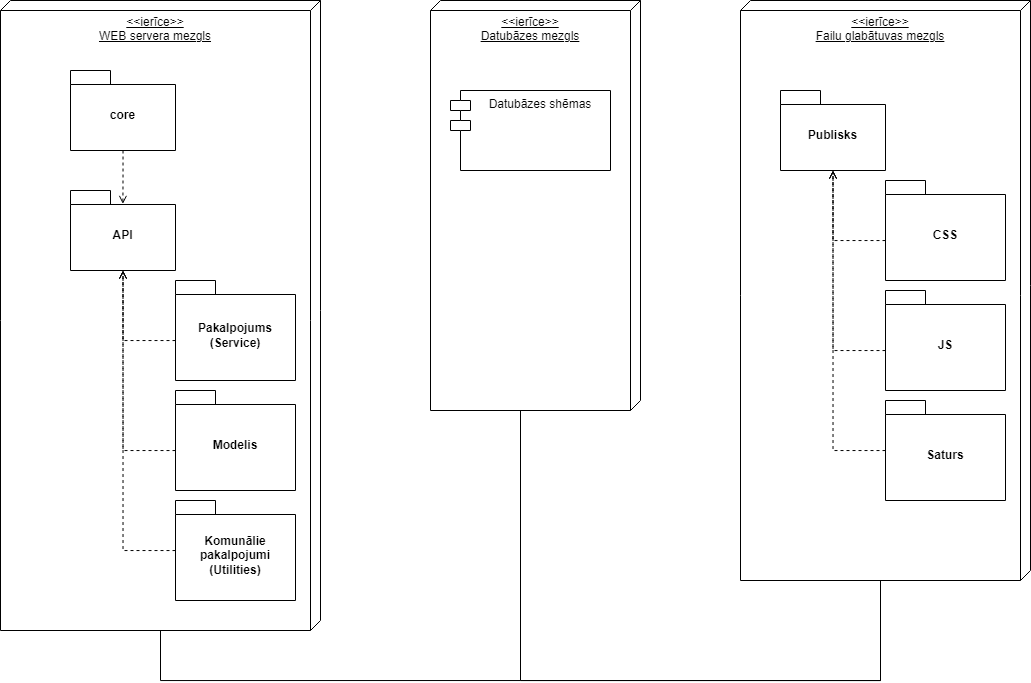 <<ierīce>>
WEB servera mezgls
core
API
Pakalpojums
(Service)
Modelis
Komunālie
pakalpojumi
(Utilities)
<<ierīce>>
Datubāzes mezgls
Datubāzes shēmas
<<ierīce>>
Failu glabātuvas mezgls
Publisks
CSS
JS
Saturs